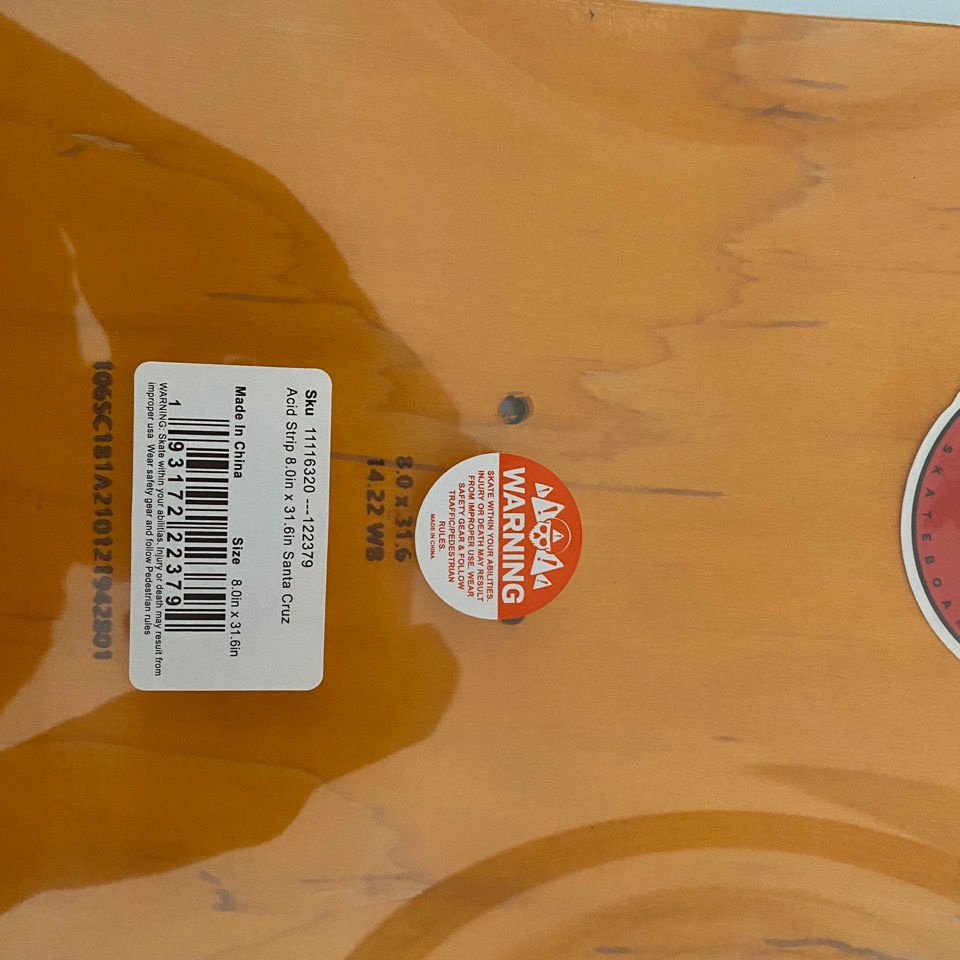 SKATEBOA
WARNING
SKATE WITHIN YOUR ABILITIES.
INJURY OR DEATH MAY RESULT
FROM IMPROPER USE. WEAR
SAFETY GEAR & FOLLOW
TRAFFIC/PEDESTRIAN
RULES.
MADE IN CHINA
8.0 x 31.6
14.22 WB
Sku 11116320 --- 122379
Acid Strip 8.0in x 31.6in Santa Cruz
Made In China Size 8.0in x 31.6in
1 93172 22379
WARNING: Skate within your abilitias. Injury or death may result from
improper usa Wear safety gear and follow Pedestrian rules
106SC181A210121942801